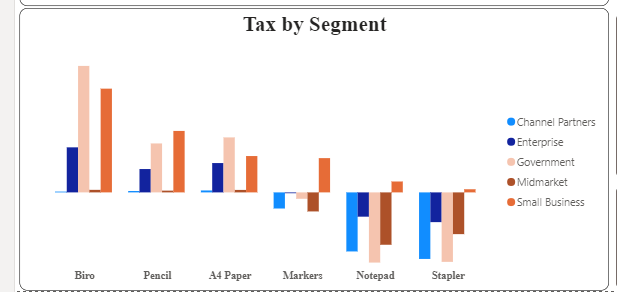 Tax by Segment
Channel Partners
Enterprise
Government
Midmarket
Small Business
Biro Pencil A4 Paper Markers Notepad Stapler